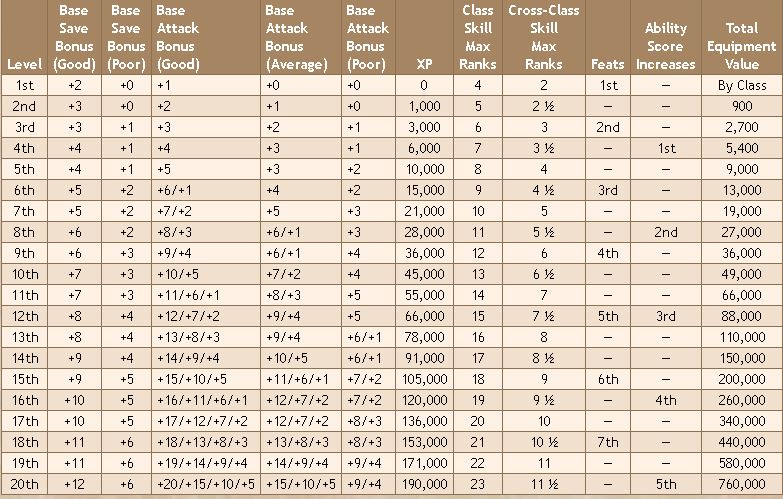 Base Base Base Base Base Class Cross-Class
Save Save Attack Attack Attack Skill Skill Ability Total
Bonus Bonus Bonus Bonus Bonus Max Max Score Equipment
Level (Good) (Poor) (Good) (Average) (Poor) XP Ranks Ranks Feats Increases Value
1st +2 +0 +1 +0 +0 0 4 2 1st — By Class
2nd +3 +0 +2 +1 +0 1,000 5 2 ½ — — 900
3rd +3 +1 +3 +2 +1 3,000 6 3 2nd — 2,700
4th +4 +1 +4 +3 +1 6,000 7 3 ½ — 1st 5,400
5th +4 +1 +5 +3 +2 10,000 8 4 — — 9,000
6th +5 +2 +6/+1 +4 +2 15,000 9 4 ½ 3rd — 13,000
7th +5 +2 +7/+2 +5 +3 21,000 10 5 — — 19,000
8th +6 +2 +8/+3 +6/+1 +3 28,000 11 5 ½ — 2nd 27,000
9th +6 +3 +9/+4 +6/+1 +4 36,000 12 6 4th — 36,000
10th +7 +3 +10/+5 +7/+2 +4 45,000 13 6 ½ — — 49,000
11th +7 +3 +11/+6/+1 +8/+3 +5 55,000 14 7 — — 66,000
12th +8 +4 +12/+7/+2 +9/+4 +5 66,000 15 7 ½ 5th 3rd 88,000
13th +8 +4 +13/+8/+3 +9/+4 +6/+1 78,000 16 8 — — 110,000
14th +9 +4 +14/+9/+4 +10/+5 +6/+1 91,000 17 8 ½ — — 150,000
15th +9 +5 +15/+10/+5 +11/+6/+1 +7/+2 105,000 18 9 6th — 200,000
16th +10 +5 +16/+11/+6/+1 +12/+7/+2 +7/+2 120,000 19 9 ½ — 4th 260,000
17th +10 +5 +17/+12/+7/+2 +12/+7/+2 +8/+3 136,000 20 10 — — 340,000
18th +11 +6 +18/+13/+8/+3 +13/+8/+3 +8/+3 153,000 21 10 ½ 7th — 440,000
19th +11 +6 +19/+14/+9/+4 +14/+9/+4 +9/+4 171,000 22 11 — — 580,000
20th +12 +6 +20/+15/+10/+5 +15/+10/+5 +9/+4 190,000 23 11 ½ — 5th 760,000